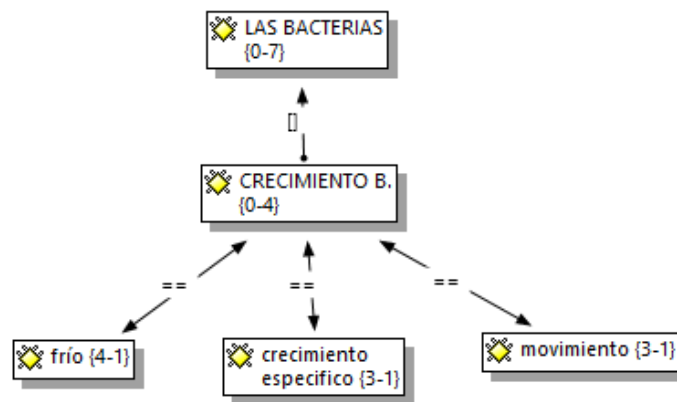 LAS BACTERIAS
{0-7}
[]
CRECIMIENTO B.
{0-4}
==
==
==
frío {4-1}
crecimiento
especifico {3-1}
movimiento {3-1}